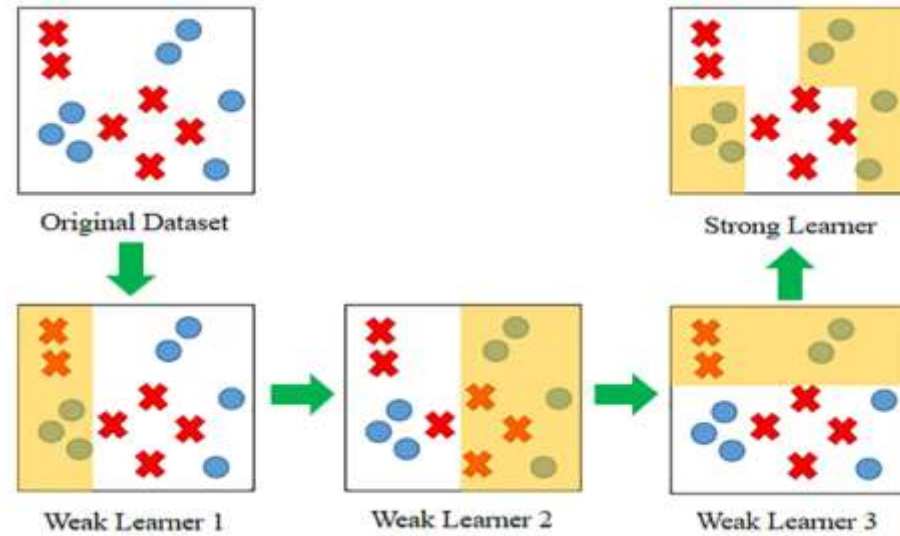 Original Dataset
Strong Learner
Weak Learner 1
Weak Learner 2
Weak Learner 3